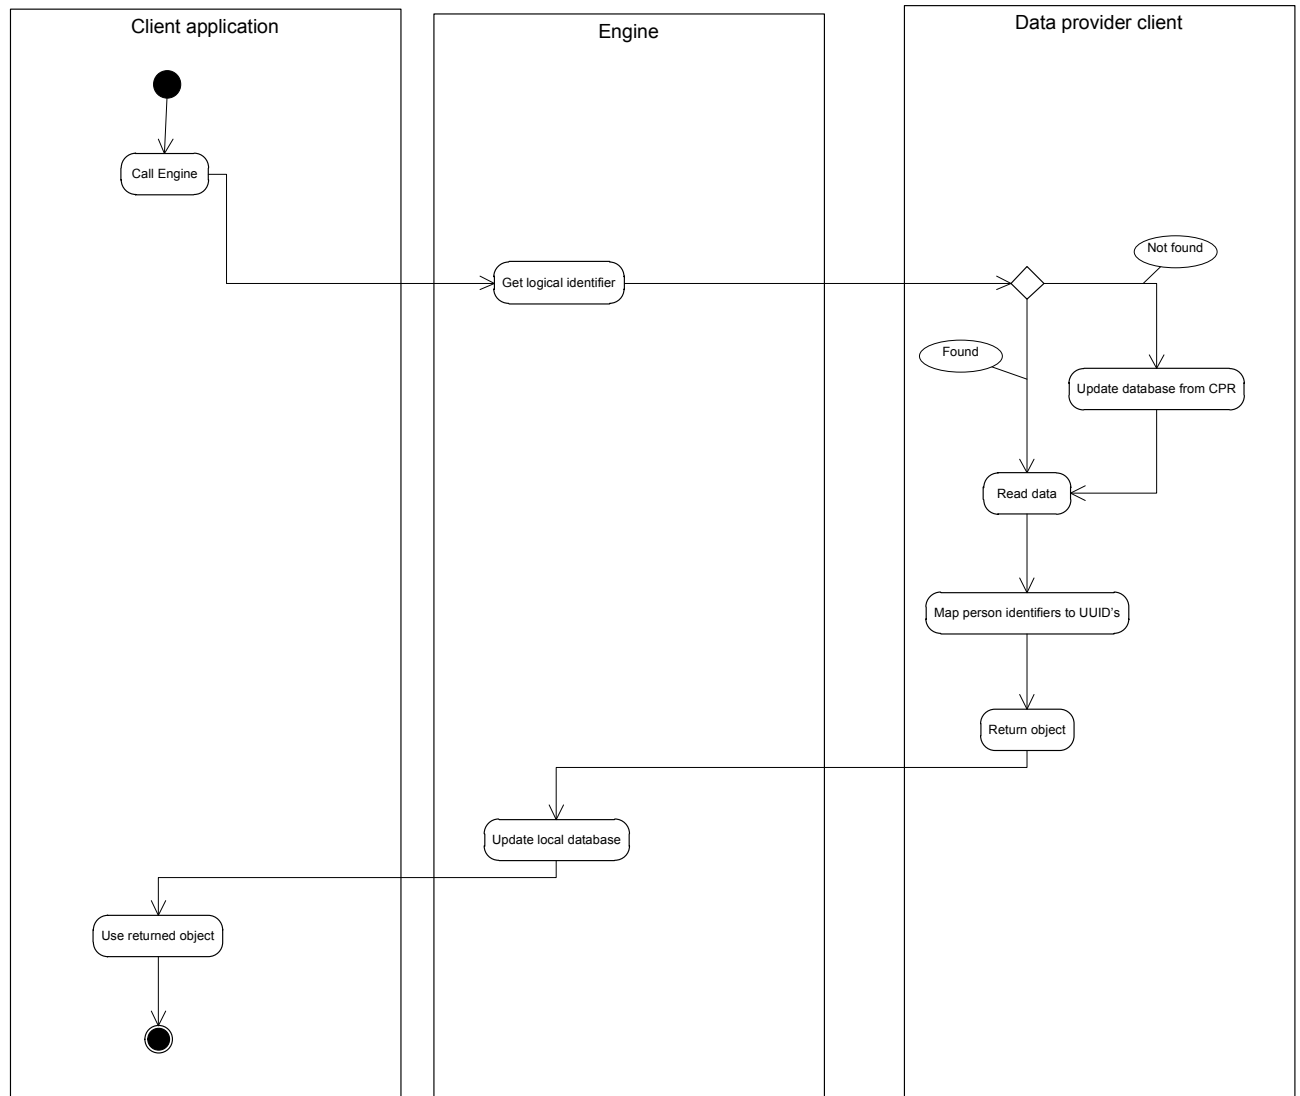 Client application
Engine
Data provider client
Call Engine
Not found
Get logical identifier
Found
Update database from CPR
Read data
Map person identifiers to UUID's
Return object
Update local database
Use returned object